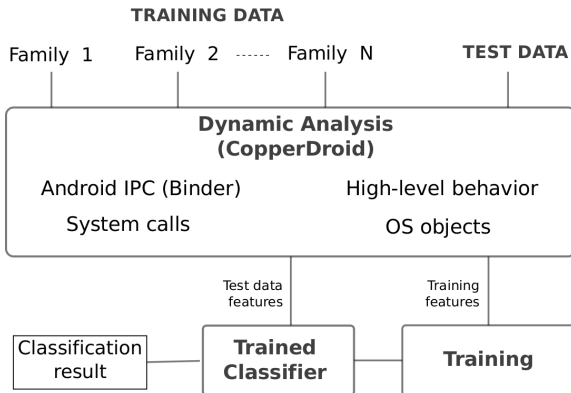 TRAINING DATA
Family 1 Family 2 ------ Family N TEST DATA
Dynamic Analysis
(CopperDroid)
Android IPC (Binder) High-level behavior
System calls OS objects
Test data
features
Training
features
Classification
result
Trained
Classifier
Training